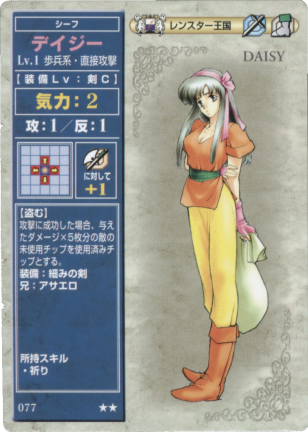 シーフ
デイジー
Lv.1 歩兵系・直接攻撃
【装備Lv：剣C】
気力：2
攻：1／反：1
に対して
+1
【盗む】
攻撃に成功した場合、与え
たダメージ×5枚分の敵の
未使用チップを使用済みチ
ップとする。
装備：細みの剣
兄：アサエロ
所持スキル
・祈り
077
★★
レンスター王国
DAISY